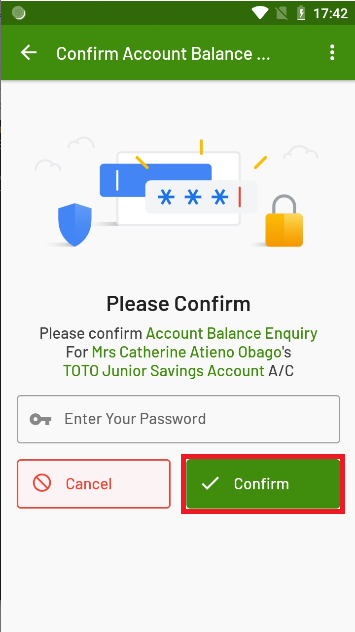 17:42
Confirm Account Balance ...
***
Please Confirm
Please confirm Account Balance Enquiry
For Mrs Catherine Atieno Obago's
TOTO Junior Savings Account A/C
Enter Your Password
Cancel
Confirm